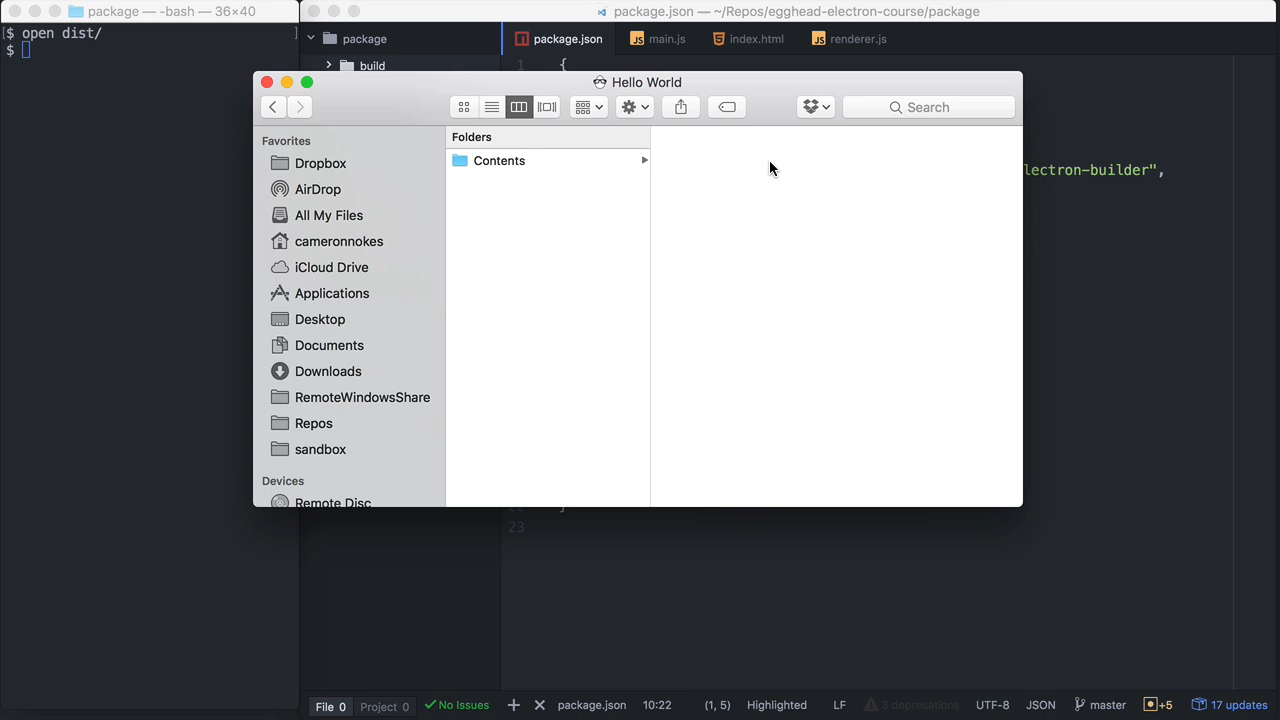 package — -bash — 36×40
[$ open dist/ ]
$
package.json — ~/Repos/egghead-electron-course/package
package
build
package.json
main.js
index.html
renderer.js
1 {
lectron-builder",
23
Hello World
Search
Favorites
Dropbox
AirDrop
All My Files
cameronnokes
iCloud Drive
Applications
Desktop
Documents
Downloads
RemoteWindowsShare
Repos
sandbox
Devices
Remote Disc
Folders
Contents
File 0 Project 0 No Issues package.json 10:22 (1, 5) Highlighted LF 3 deprecations UTF-8 JSON master +5 17 updates